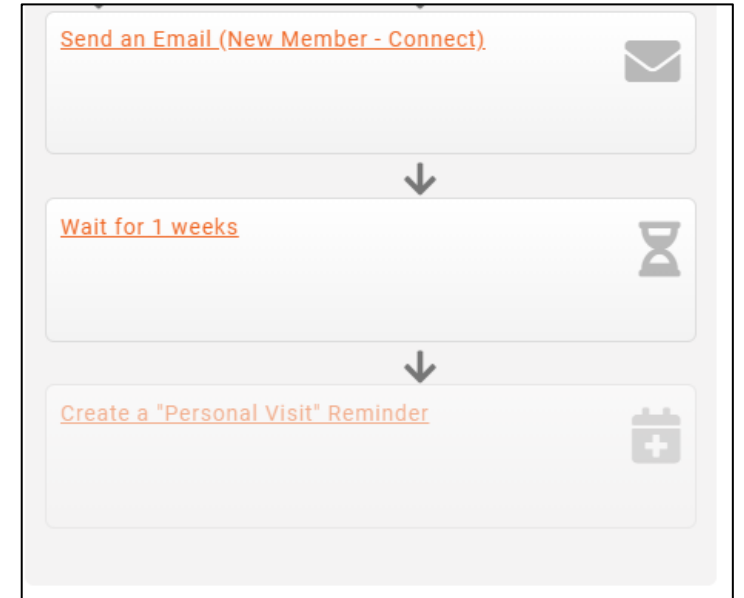 Send an Email (New Member - Connect)
Wait for 1 weeks
Create a "Personal Visit" Reminder